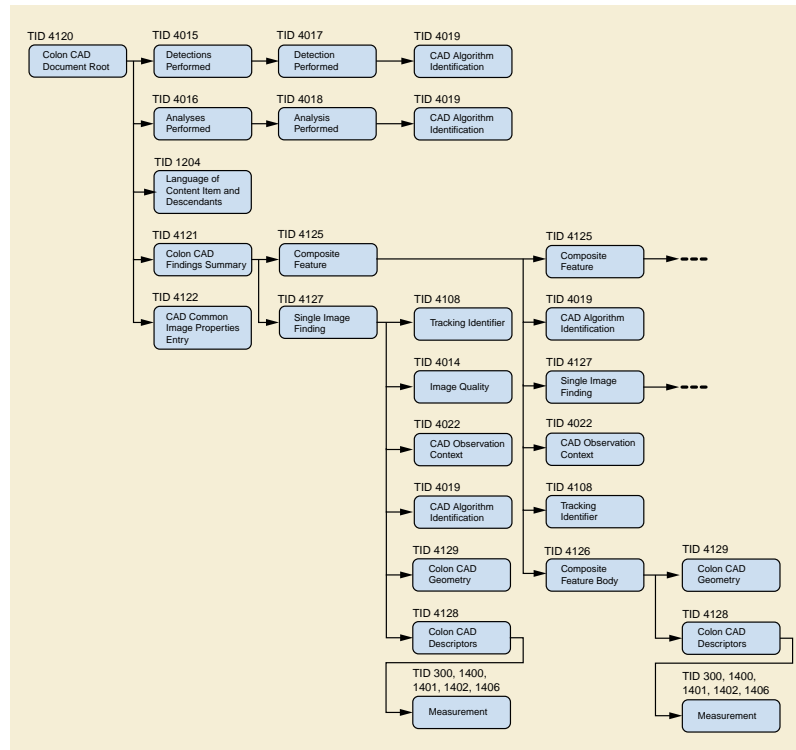 TID 4120
Colon CAD
Document Root
TID 4015
Detections
Performed
TID 4017
Detection
Performed
TID 4019
CAD Algorithm
Identification
TID 4016
Analyses
Performed
TID 4018
Analysis
Performed
TID 4019
CAD Algorithm
Identification
TID 1204
Language of
Content Item and
Descendants
TID 4121
Colon CAD
Findings Summary
TID 4125
Composite
Feature
TID 4125
Composite
Feature
TID 4122
CAD Common
Image Properties
Entry
TID 4127
Single Image
Finding
TID 4108
Tracking Identifier
TID 4019
CAD Algorithm
Identification
TID 4014
Image Quality
TID 4127
Single Image
Finding
TID 4022
CAD Observation
Context
TID 4022
CAD Observation
Context
TID 4019
CAD Algorithm
Identification
TID 4108
Tracking
Identifier
TID 4129
Colon CAD
Geometry
TID 4126
Composite
Feature Body
TID 4129
Colon CAD
Geometry
TID 4128
Colon CAD
Descriptors
TID 4128
Colon CAD
Descriptors
TID 300, 1400,
1401, 1402, 1406
Measurement
TID 300, 1400,
1401, 1402, 1406
Measurement